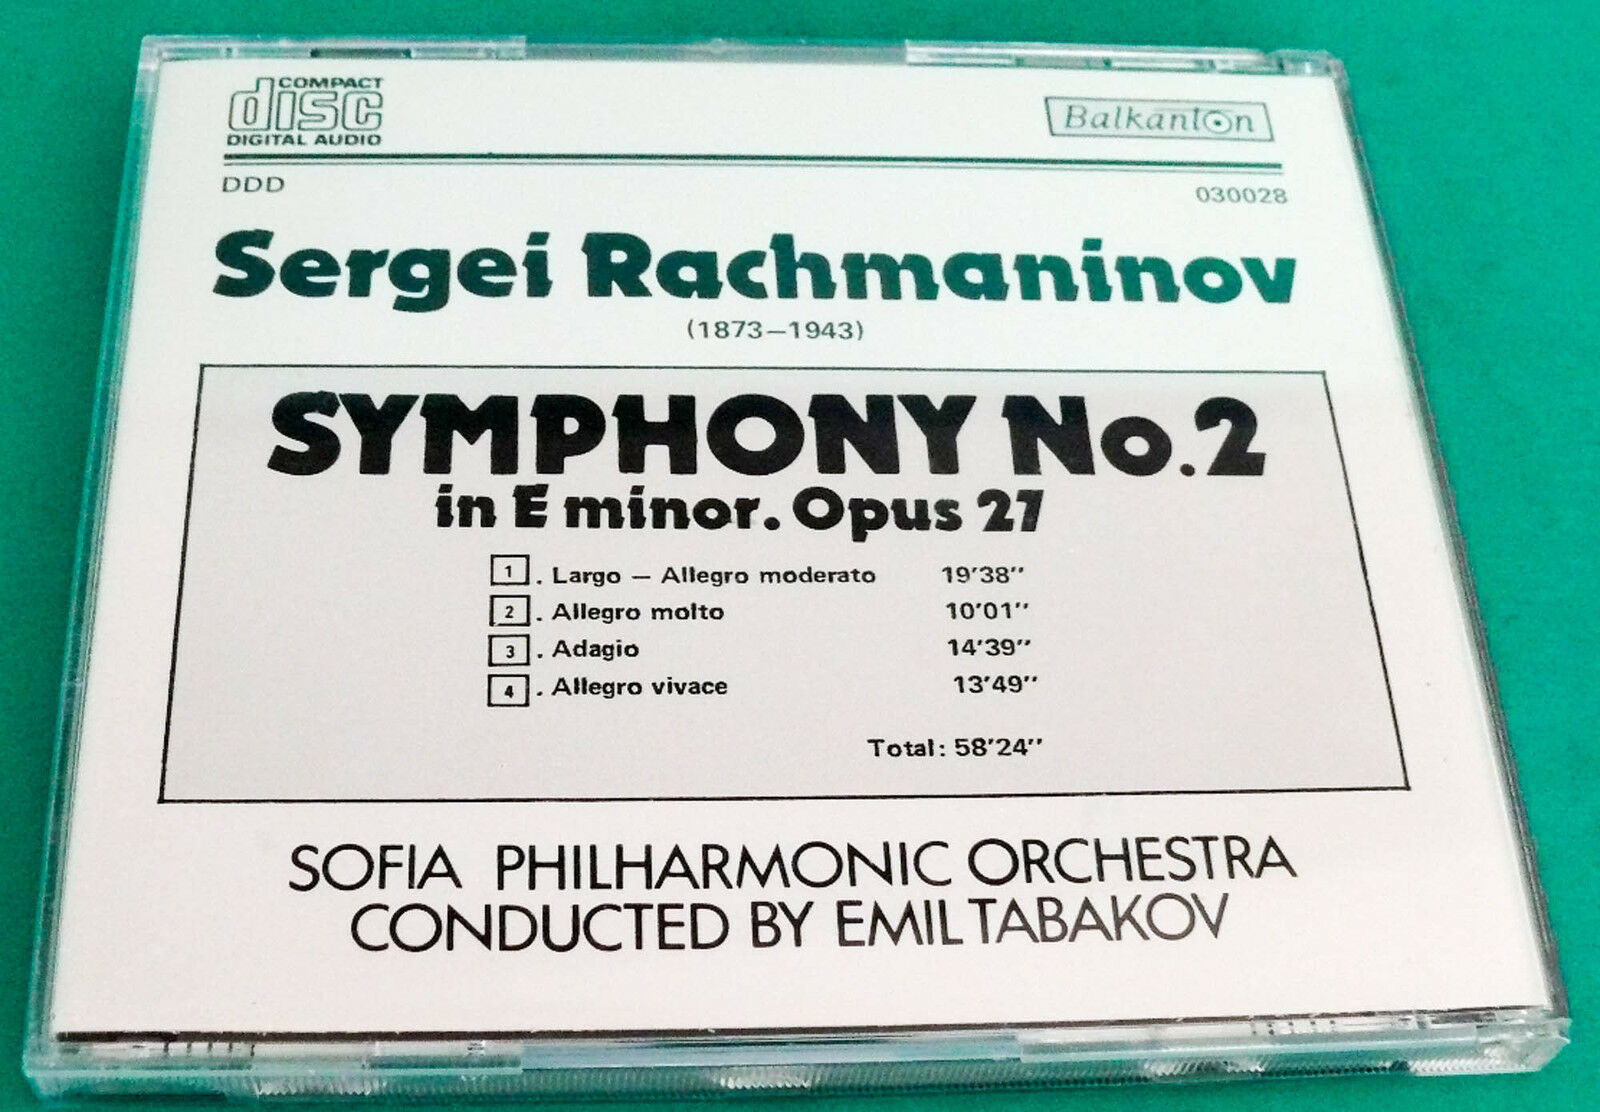 COMPACT
disc
DIGITAL AUDIO
Balkanton
DDD
030028
Sergei Rachmaninov
(1873—1943)
SYMPHONY No.2
in E minor. Opus 27
1. Largo — Allegro moderato 19'38''
2. Allegro molto 10'01''
3. Adagio 14'39''
4. Allegro vivace 13'49''
Total: 58'24''
SOFIA PHILHARMONIC ORCHESTRA
CONDUCTED BY EMIL TABAKOV